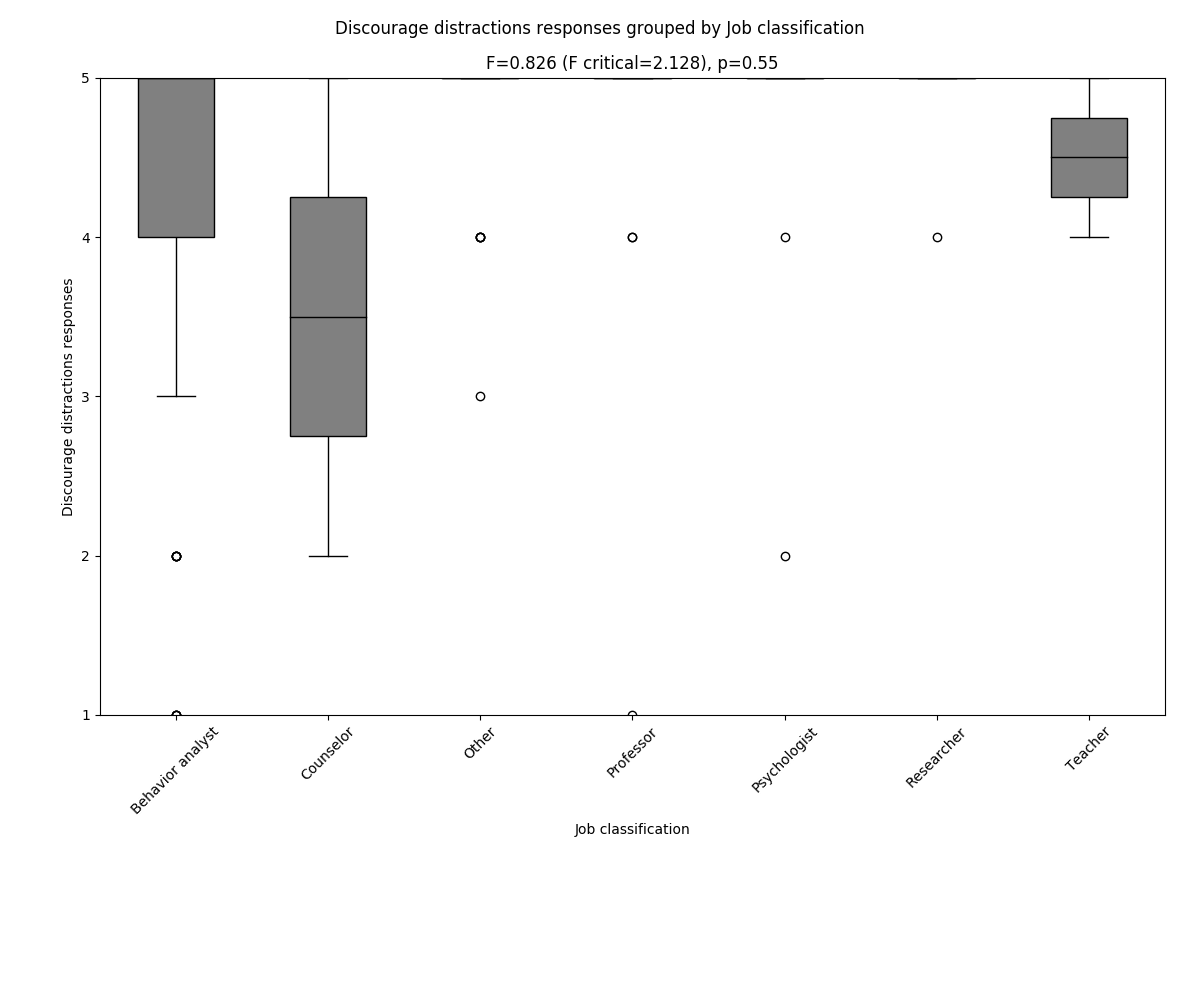 Discourage distractions responses grouped by Job classification
F=0.826 (F critical=2.128), p=0.55
5
4
3
2
1
Discourage distractions responses
Behavior analyst
Counselor
Other
Professor
Psychologist
Researcher
Teacher
Job classification